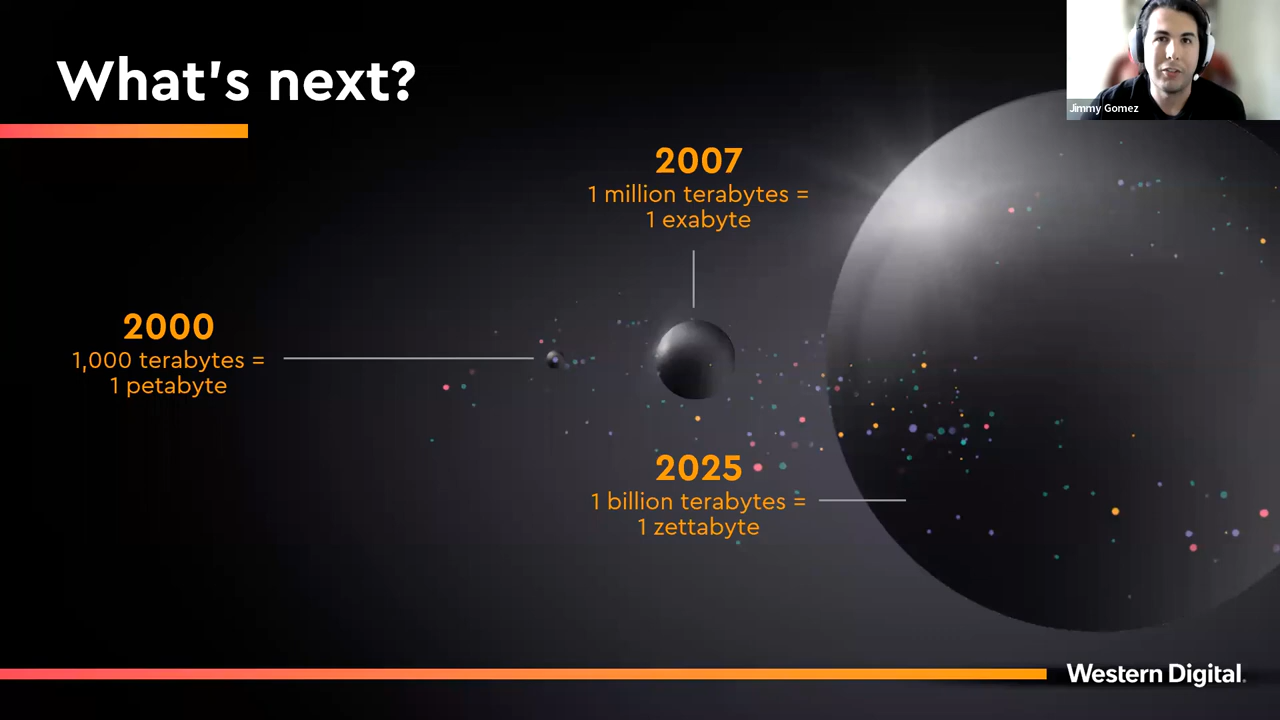 What's next?
Jimmy Gomez
2007
1 million terabytes =
1 exabyte
2000
1,000 terabytes =
1 petabyte
2025
1 billion terabytes =
1 zettabyte
Western Digital.